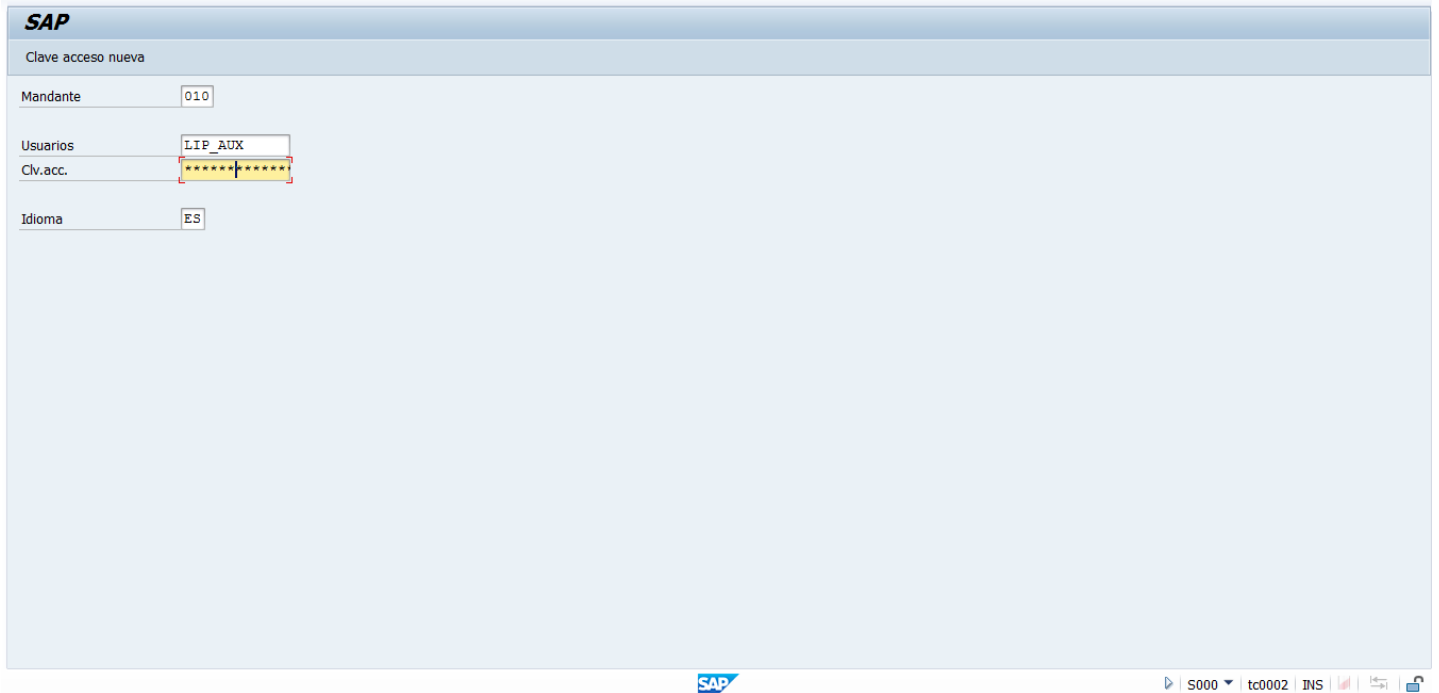 SAP
Clave acceso nueva
Mandante 010
Usuarios LIP_AUX
Clv.acc. *************
Idioma ES
SAP S000 tc0002 INS